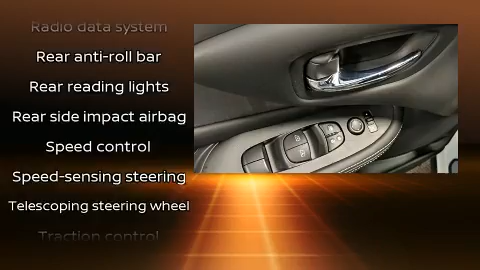 Radio data system
Rear anti-roll bar
Rear reading lights
Rear side impact airbag
Speed control
Speed-sensing steering
Telescoping steering wheel
Traction control